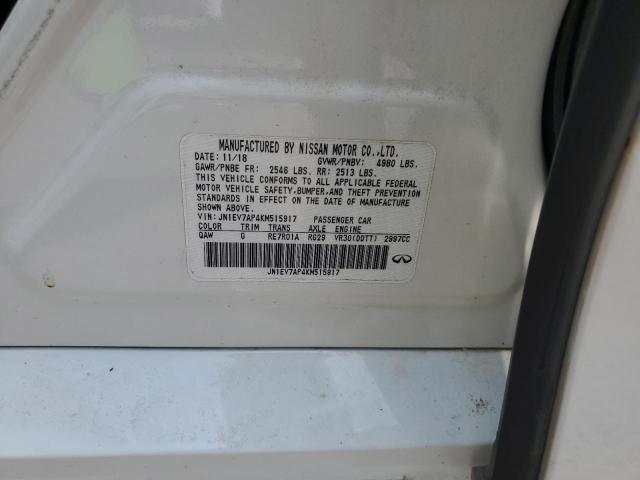 MANUFACTURED BY NISSAN MOTOR CO.,LTD.
DATE: 11/18 GVWR/PNBV: 4980 LBS.
GAWR/PNBE FR: 2546 LBS. RR: 2513 LBS.
THIS VEHICLE CONFORMS TO ALL APPLICABLE FEDERAL
MOTOR VEHICLE SAFETY,BUMPER,AND THEFT PREVENTION
STANDARDS IN EFFECT ON THE DATE OF MANUFACTURE
SHOWN ABOVE.
VIN: JN1EV7AP4KM515917 PASSENGER CAR
COLOR TRIM TRANS AXLE ENGINE
QAW G RE7R01A RG29 VR30(DDTT) 2997CC
JN1EV7AP4KM515917